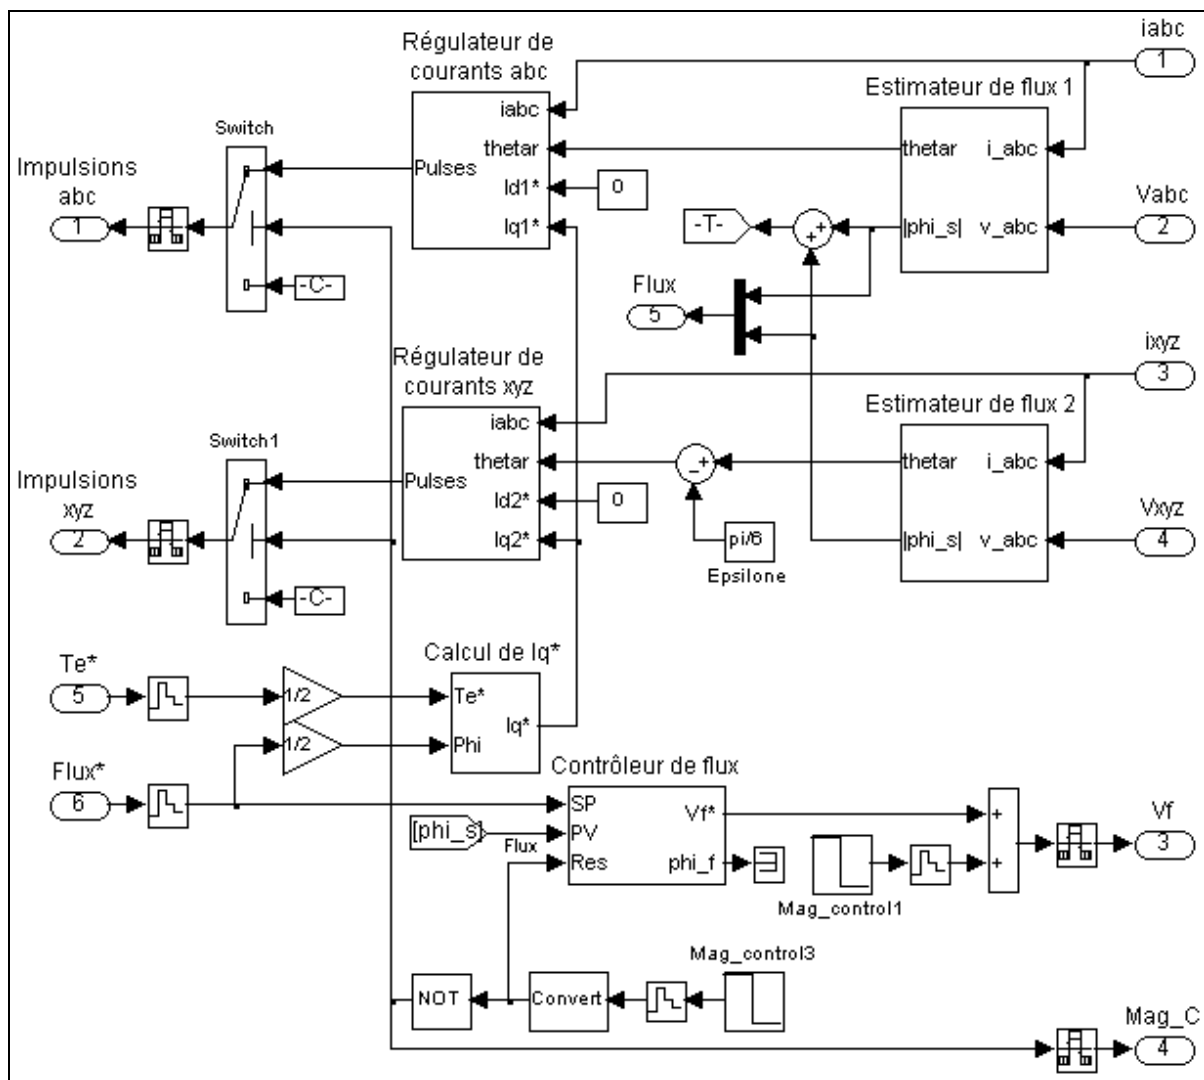 iabc
1
Régulateur de
courants abc
iabc
thetar
Id1*
Iq1*
Pulses
0
Estimateur de flux 1
thetar
i_abc
|phi_s|
v_abc
Vabc
2
Switch
Impulsions
abc
1
-C-
-T-
+
+
Flux
5
ixyz
3
Régulateur de
courants xyz
iabc
thetar
Id2*
Iq2*
Pulses
0
Estimateur de flux 2
thetar
i_abc
|phi_s|
v_abc
Vxyz
4
+
-
pi/6
Epsilone
Switch1
Impulsions
xyz
2
-C-
Te*
5
1/2
1/2
Calcul de Iq*
Te*
Phi
Iq*
Flux*
6
Contrôleur de flux
SP
PV
Res
Vf*
phi_f
[phi_s]
Flux
Mag_control1
+
+
Vf
3
Mag_control3
NOT
Convert
Mag_C
4